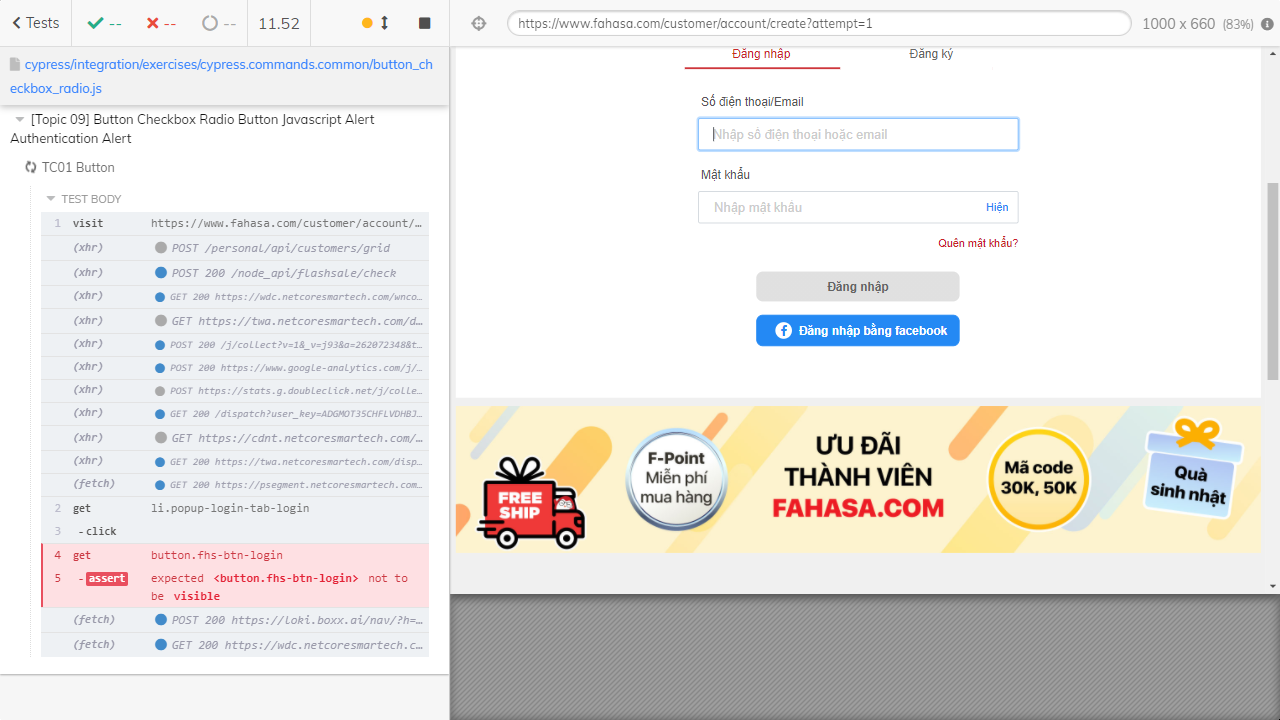 Tests
--
--
--
11.52
https://www.fahasa.com/customer/account/create?attempt=1
1000 x 660 (83%)
cypress/integration/exercises/cypress.commands.common/button_ch
eckbox_radio.js
[Topic 09] Button Checkbox Radio Button Javascript Alert
Authentication Alert
TC01 Button
TEST BODY
1 visit https://www.fahasa.com/customer/account/…
(xhr) POST /personal/api/customers/grid
(xhr) POST 200 /node_api/flashsale/check
(xhr) GET 200 https://wdc.netcoresmartech.com/wnco…
(xhr) GET https://twa.netcoresmartech.com/d…
(xhr) POST 200 /j/collect?v=1&_v=j93&a=262072348&t…
(xhr) POST 200 https://www.google-analytics.com/j/…
(xhr) POST https://stats.g.doubleclick.net/j/colle…
(xhr) GET 200 /dispatch?user_key=ADGMOT35CHFLVDHBJ…
(xhr) GET https://cdnt.netcoresmartech.com/…
(xhr) GET 200 https://twa.netcoresmartech.com/disp…
(fetch) GET 200 https://psegment.netcoresmartech.com…
2 get li.popup-login-tab-login
3 -click
4 get button.fhs-btn-login
5 -assert expected <button.fhs-btn-login> not to
be visible
(fetch) POST 200 https://loki.boxx.ai/nav/?h=…
(fetch) GET 200 https://wdc.netcoresmartech.c…
Đăng nhập Đăng ký
Số điện thoại/Email
Nhập số điện thoại hoặc email
Mật khẩu
Nhập mật khẩu Hiện
Quên mật khẩu?
Đăng nhập
Đăng nhập bằng facebook
FREE
SHIP
F-Point
Miễn phí
mua hàng
ƯU ĐÃI
THÀNH VIÊN
FAHASA.COM
Mã code
30K, 50K
Quà
sinh nhật